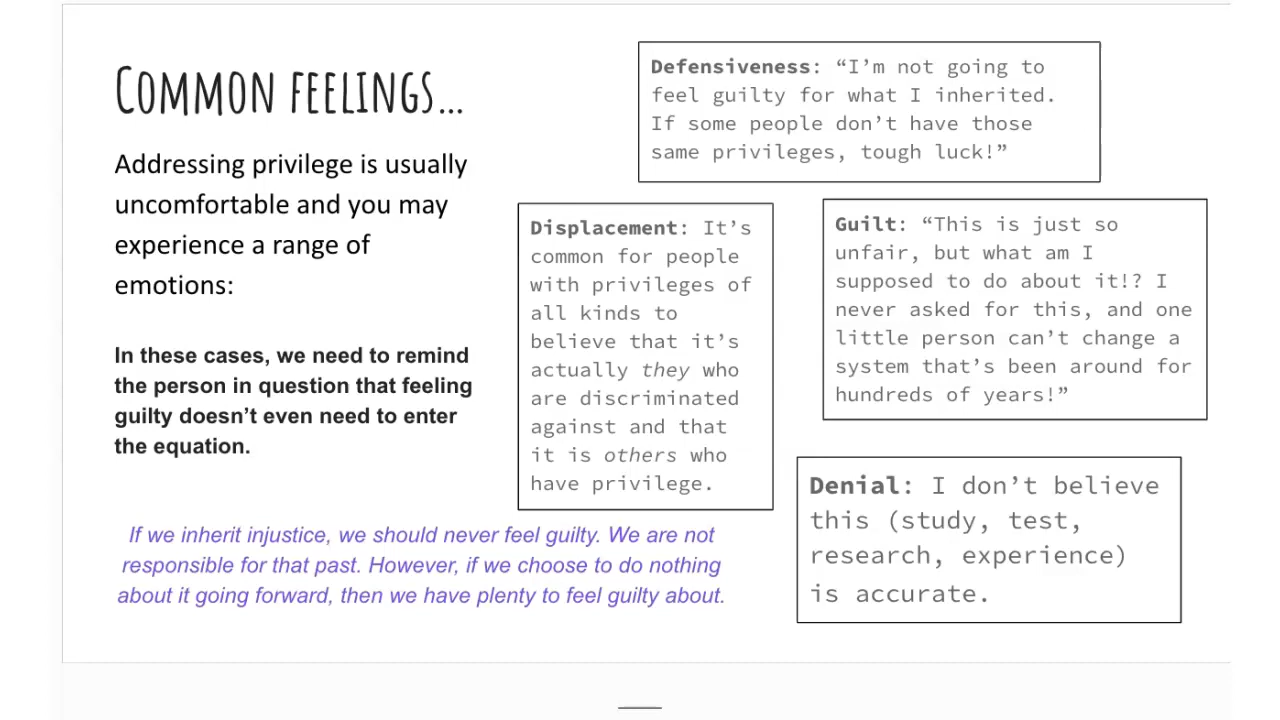 Common feelings...
Addressing privilege is usually
uncomfortable and you may
experience a range of
emotions:
In these cases, we need to remind
the person in question that feeling
guilty doesn’t even need to enter
the equation.
If we inherit injustice, we should never feel guilty. We are not
responsible for that past. However, if we choose to do nothing
about it going forward, then we have plenty to feel guilty about.
Defensiveness: “I’m not going to
feel guilty for what I inherited.
If some people don’t have those
same privileges, tough luck!”
Displacement: It’s
common for people
with privileges of
all kinds to
believe that it’s
actually they who
are discriminated
against and that
it is others who
have privilege.
Guilt: “This is just so
unfair, but what am I
supposed to do about it!? I
never asked for this, and one
little person can’t change a
system that’s been around for
hundreds of years!”
Denial: I don’t believe
this (study, test,
research, experience)
is accurate.